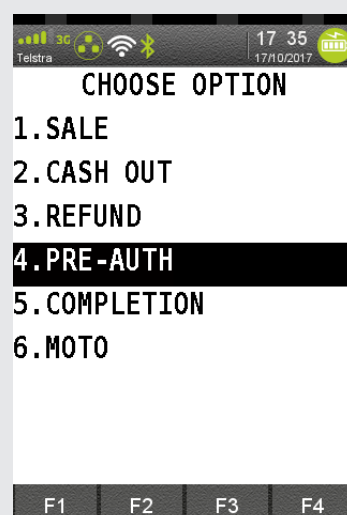 3G 17 35
Telstra 17/10/2017
CHOOSE OPTION
1.SALE
2.CASH OUT
3.REFUND
4.PRE-AUTH
5.COMPLETION
6.MOTO
F1 F2 F3 F4